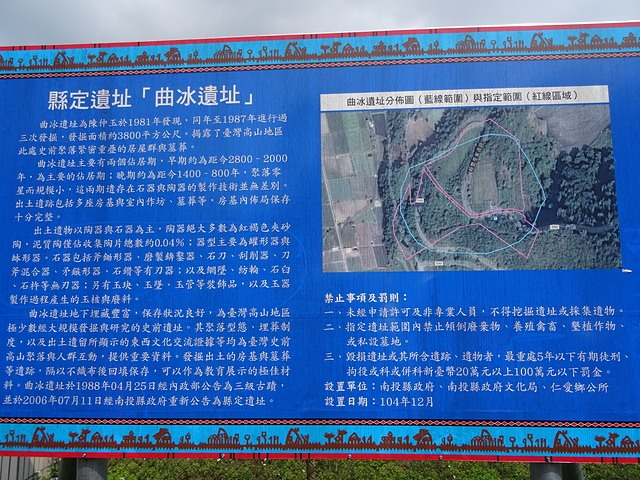 縣定遺址「曲冰遺址」
曲冰遺址為陳仲玉於1981年發現，同年至1987年進行過
三次發掘，發掘面積約3800平方公尺，揭露了臺灣高山地區
此處史前聚落緊密重疊的居屋群與墓葬。
曲冰遺址主要有兩個佔居期，早期約為距今2800－2000
年，為主要的佔居期；晚期約為距今1400－800年，聚落零
星而規模小，這兩期遺存在石器與陶器的製作技術並無差別。
出土遺跡包括多座房基與室內作坊、墓葬等，房基內佈局保存
十分完整。
出土遺物以陶器與石器為主，陶器絕大多數為紅褐色夾砂
陶，泥質陶僅佔收集陶片總數約0.04%；器型主要為罐形器與
缽形器。石器包括斧鋤形器、磨製錛鑿器、石刀、刮削器、刀
斧混合器、矛鏃形器、石鑽等有刃器；以及網墜、紡輪、石臼
、石杵等無刃器；另有玉玦、玉墜、玉管等裝飾品，以及玉器
製作過程產生的玉核與廢料。
曲冰遺址地下埋藏豐富，保存狀況良好，為臺灣高山地區
極少數經大規模發掘與研究的史前遺址。其聚落型態、埋葬制
度，以及出土遺留所顯示的東西文化交流證據等均為臺灣史前
高山聚落與人群互動，提供重要資料。發掘出土的房基與墓葬
等遺跡，隔以不織布後回填保存，可以作為教育展示的極佳材
料。曲冰遺址於1988年04月25日經內政部公告為三級古蹟，
並於2006年07月11日經南投縣政府重新公告為縣定遺址。
曲冰遺址分佈圖（藍線範圍）與指定範圍（紅線區域）
禁止事項及罰則：
一、未經申請許可及非專業人員，不得挖掘遺址或採集遺物。
二、指定遺址範圍內禁止傾倒廢棄物、養殖禽畜、墾植作物、
或私設墓地。
三、毀損遺址或其所含遺跡、遺物者，最重處5年以下有期徒刑、
拘役或科或併科新臺幣20萬元以上100萬元以下罰金。
設置單位：南投縣政府、南投縣政府文化局、仁愛鄉公所
設置日期：104年12月